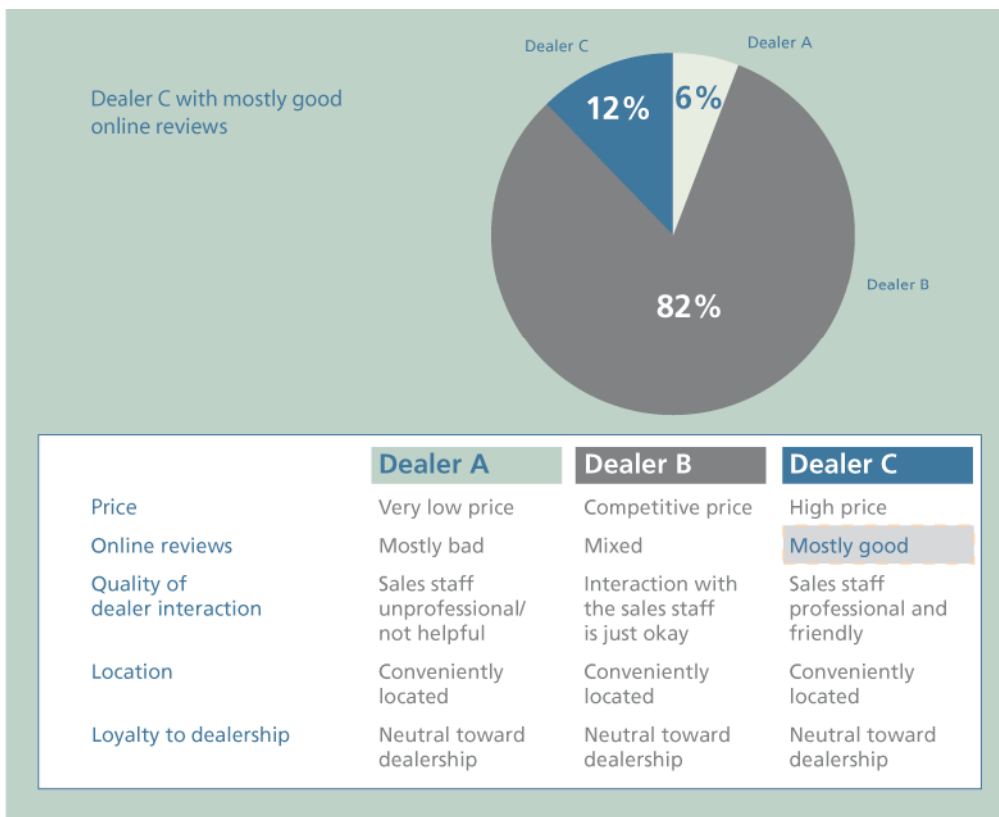 Dealer C
Dealer A
Dealer C with mostly good
online reviews
12%
6%
Dealer B
82%
Dealer A
Dealer B
Dealer C
Price
Very low price
Competitive price
High price
Online reviews
Mostly bad
Mixed
Mostly good
Quality of
dealer interaction
Sales staff
unprofessional/
not helpful
Interaction with
the sales staff
is just okay
Sales staff
professional and
friendly
Location
Conveniently
located
Conveniently
located
Conveniently
located
Loyalty to dealership
Neutral toward
dealership
Neutral toward
dealership
Neutral toward
dealership